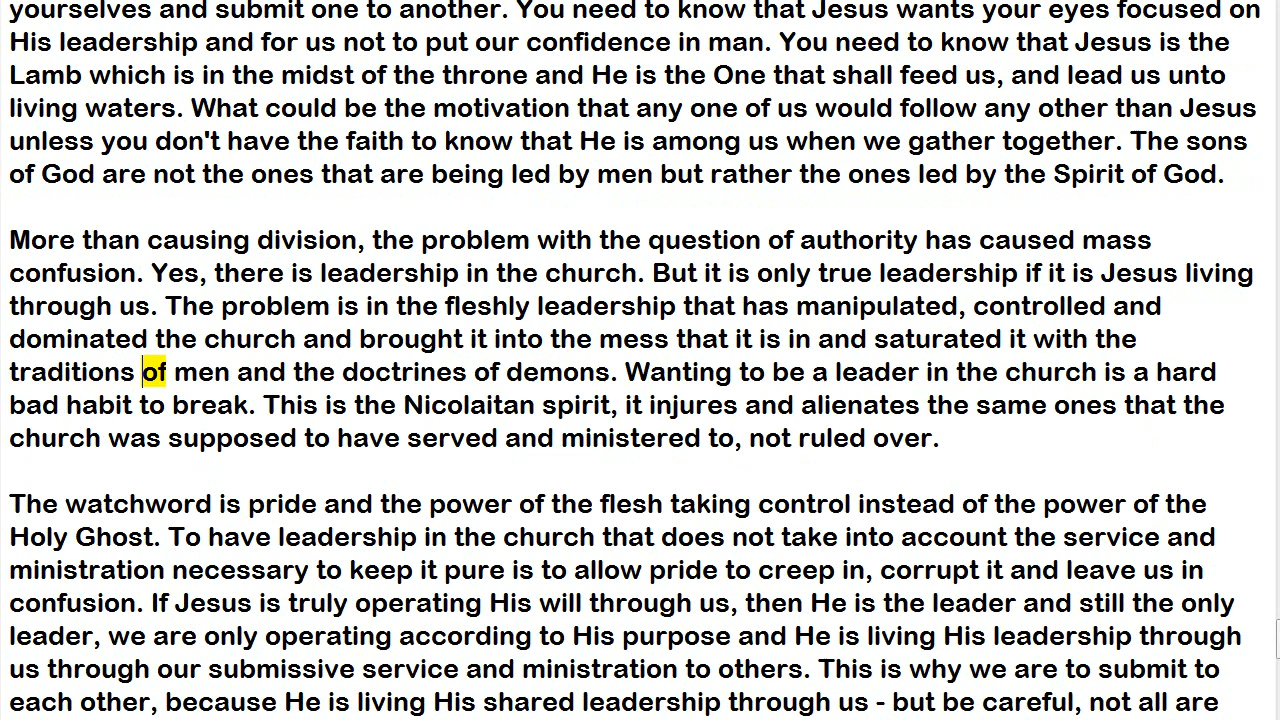 yourselves and submit one to another. You need to know that Jesus wants your eyes focused on
His leadership and for us not to put our confidence in man. You need to know that Jesus is the
Lamb which is in the midst of the throne and He is the One that shall feed us, and lead us unto
living waters. What could be the motivation that any one of us would follow any other than Jesus
unless you don't have the faith to know that He is among us when we gather together. The sons
of God are not the ones that are being led by men but rather the ones led by the Spirit of God.
More than causing division, the problem with the question of authority has caused mass
confusion. Yes, there is leadership in the church. But it is only true leadership if it is Jesus living
through us. The problem is in the fleshly leadership that has manipulated, controlled and
dominated the church and brought it into the mess that it is in and saturated it with the
traditions of men and the doctrines of demons. Wanting to be a leader in the church is a hard
bad habit to break. This is the Nicolaitan spirit, it injures and alienates the same ones that the
church was supposed to have served and ministered to, not ruled over.
The watchword is pride and the power of the flesh taking control instead of the power of the
Holy Ghost. To have leadership in the church that does not take into account the service and
ministration necessary to keep it pure is to allow pride to creep in, corrupt it and leave us in
confusion. If Jesus is truly operating His will through us, then He is the leader and still the only
leader, we are only operating according to His purpose and He is living His leadership through
us through our submissive service and ministration to others. This is why we are to submit to
each other, because He is living His shared leadership through us - but be careful, not all are